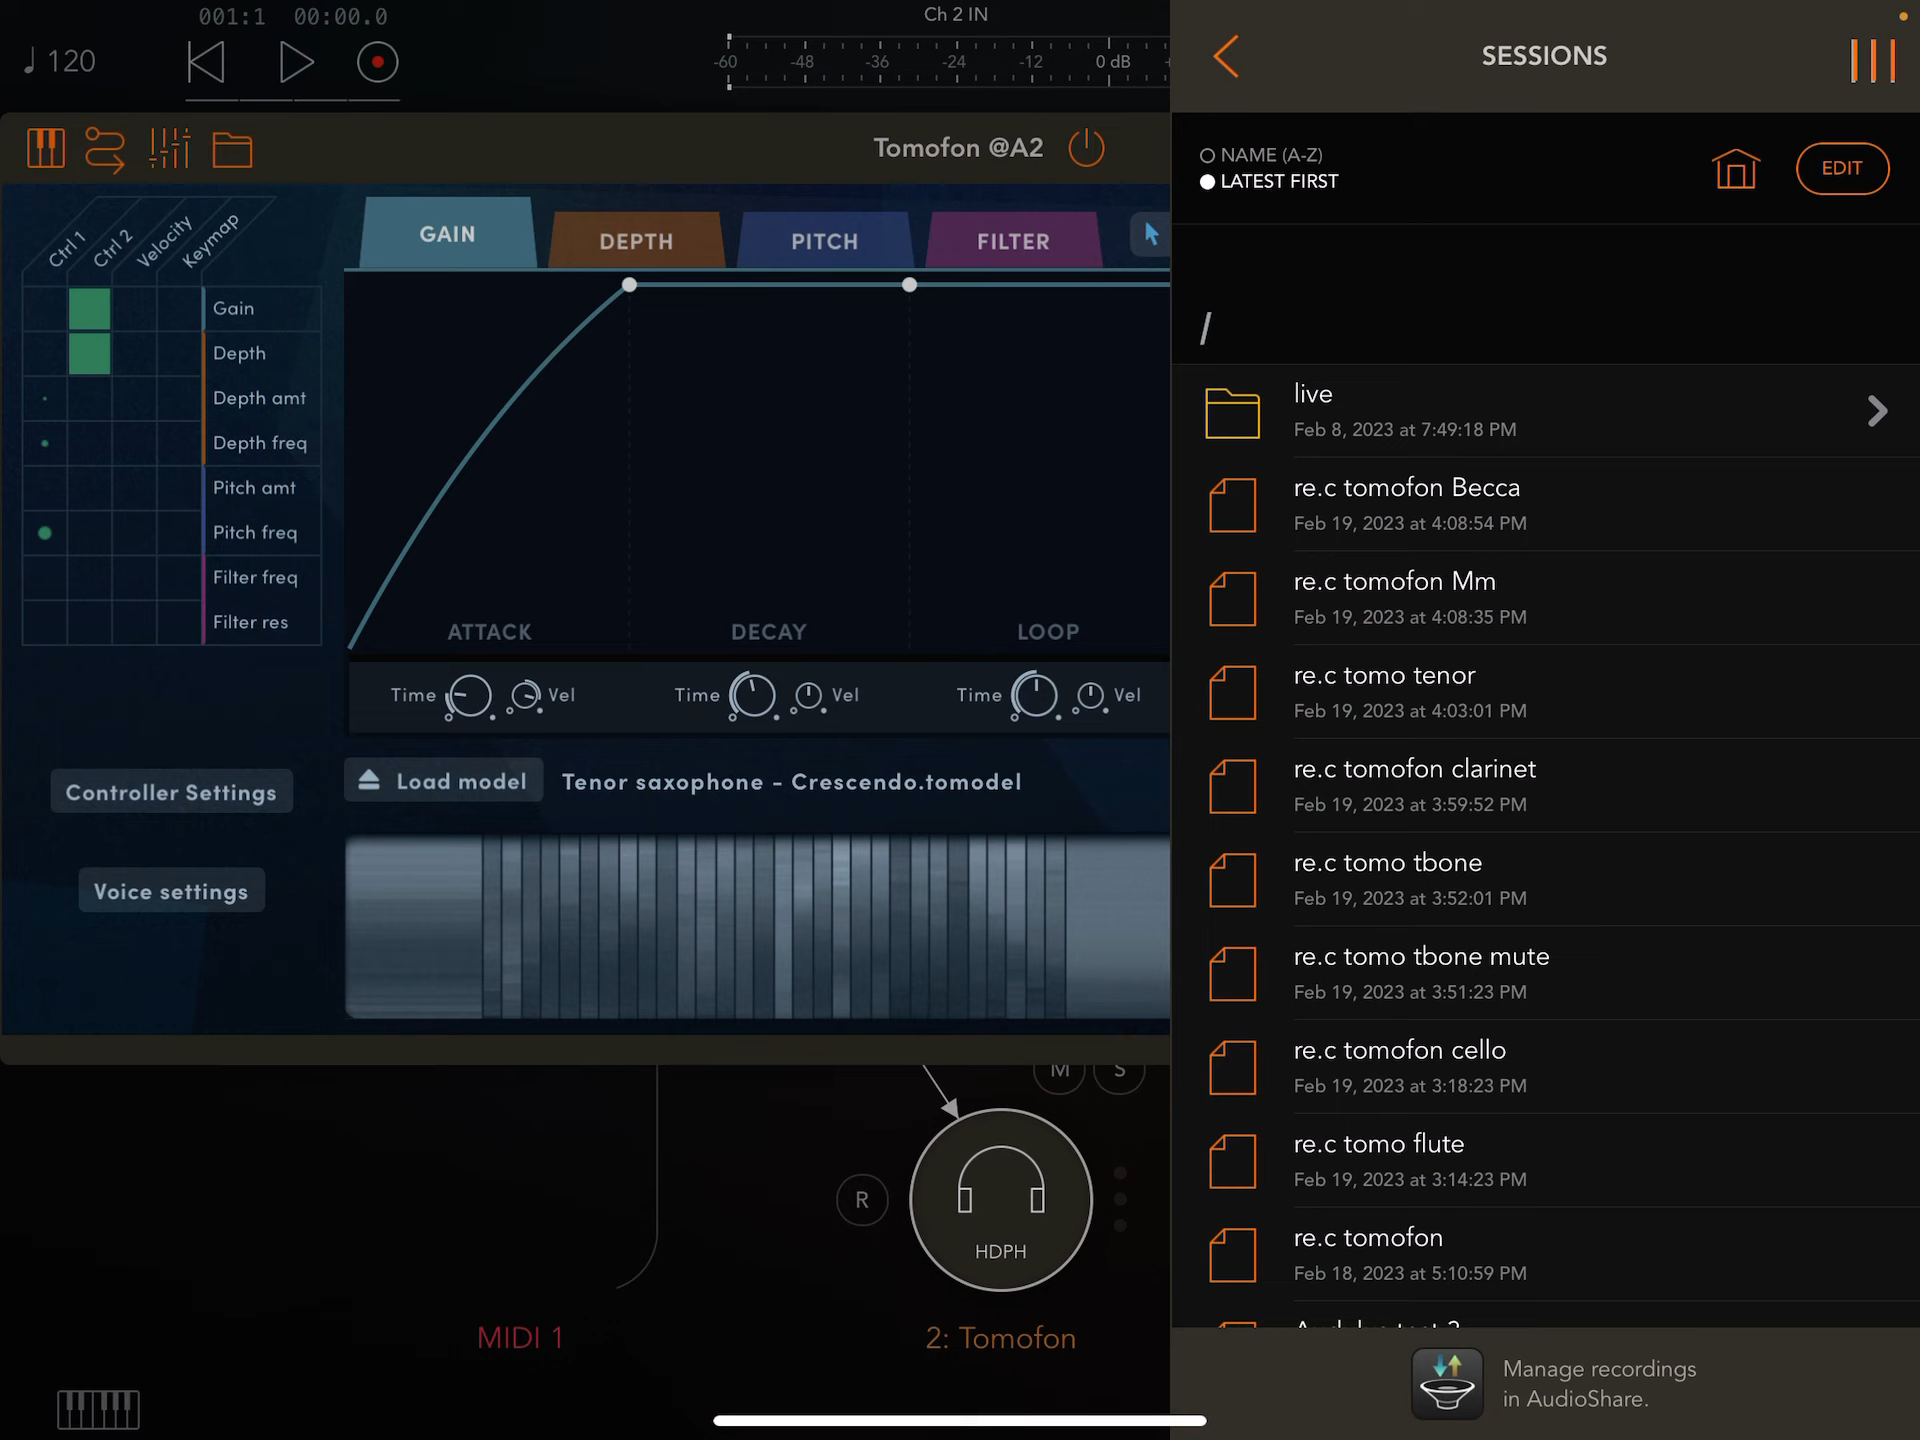 001:1 00:00.0
120
Ch 2 IN
-60 -48 -36 -24 -12 0 dB
Tomofon @A2
Ctrl 1
Ctrl 2
Velocity
Keymap
Gain
Depth
Depth amt
Depth freq
Pitch amt
Pitch freq
Filter freq
Filter res
GAIN
DEPTH
PITCH
FILTER
ATTACK
DECAY
LOOP
Time Vel
Time Vel
Time Vel
Controller Settings
Load model
Tenor saxophone - Crescendo.tomodel
Voice settings
M S
R
HDPH
MIDI 1
2: Tomofon
SESSIONS
NAME (A-Z)
LATEST FIRST
EDIT
/
live
Feb 8, 2023 at 7:49:18 PM
re.c tomofon Becca
Feb 19, 2023 at 4:08:54 PM
re.c tomofon Mm
Feb 19, 2023 at 4:08:35 PM
re.c tomo tenor
Feb 19, 2023 at 4:03:01 PM
re.c tomofon clarinet
Feb 19, 2023 at 3:59:52 PM
re.c tomo tbone
Feb 19, 2023 at 3:52:01 PM
re.c tomo tbone mute
Feb 19, 2023 at 3:51:23 PM
re.c tomofon cello
Feb 19, 2023 at 3:18:23 PM
re.c tomo flute
Feb 19, 2023 at 3:14:23 PM
re.c tomofon
Feb 18, 2023 at 5:10:59 PM
Manage recordings
in AudioShare.